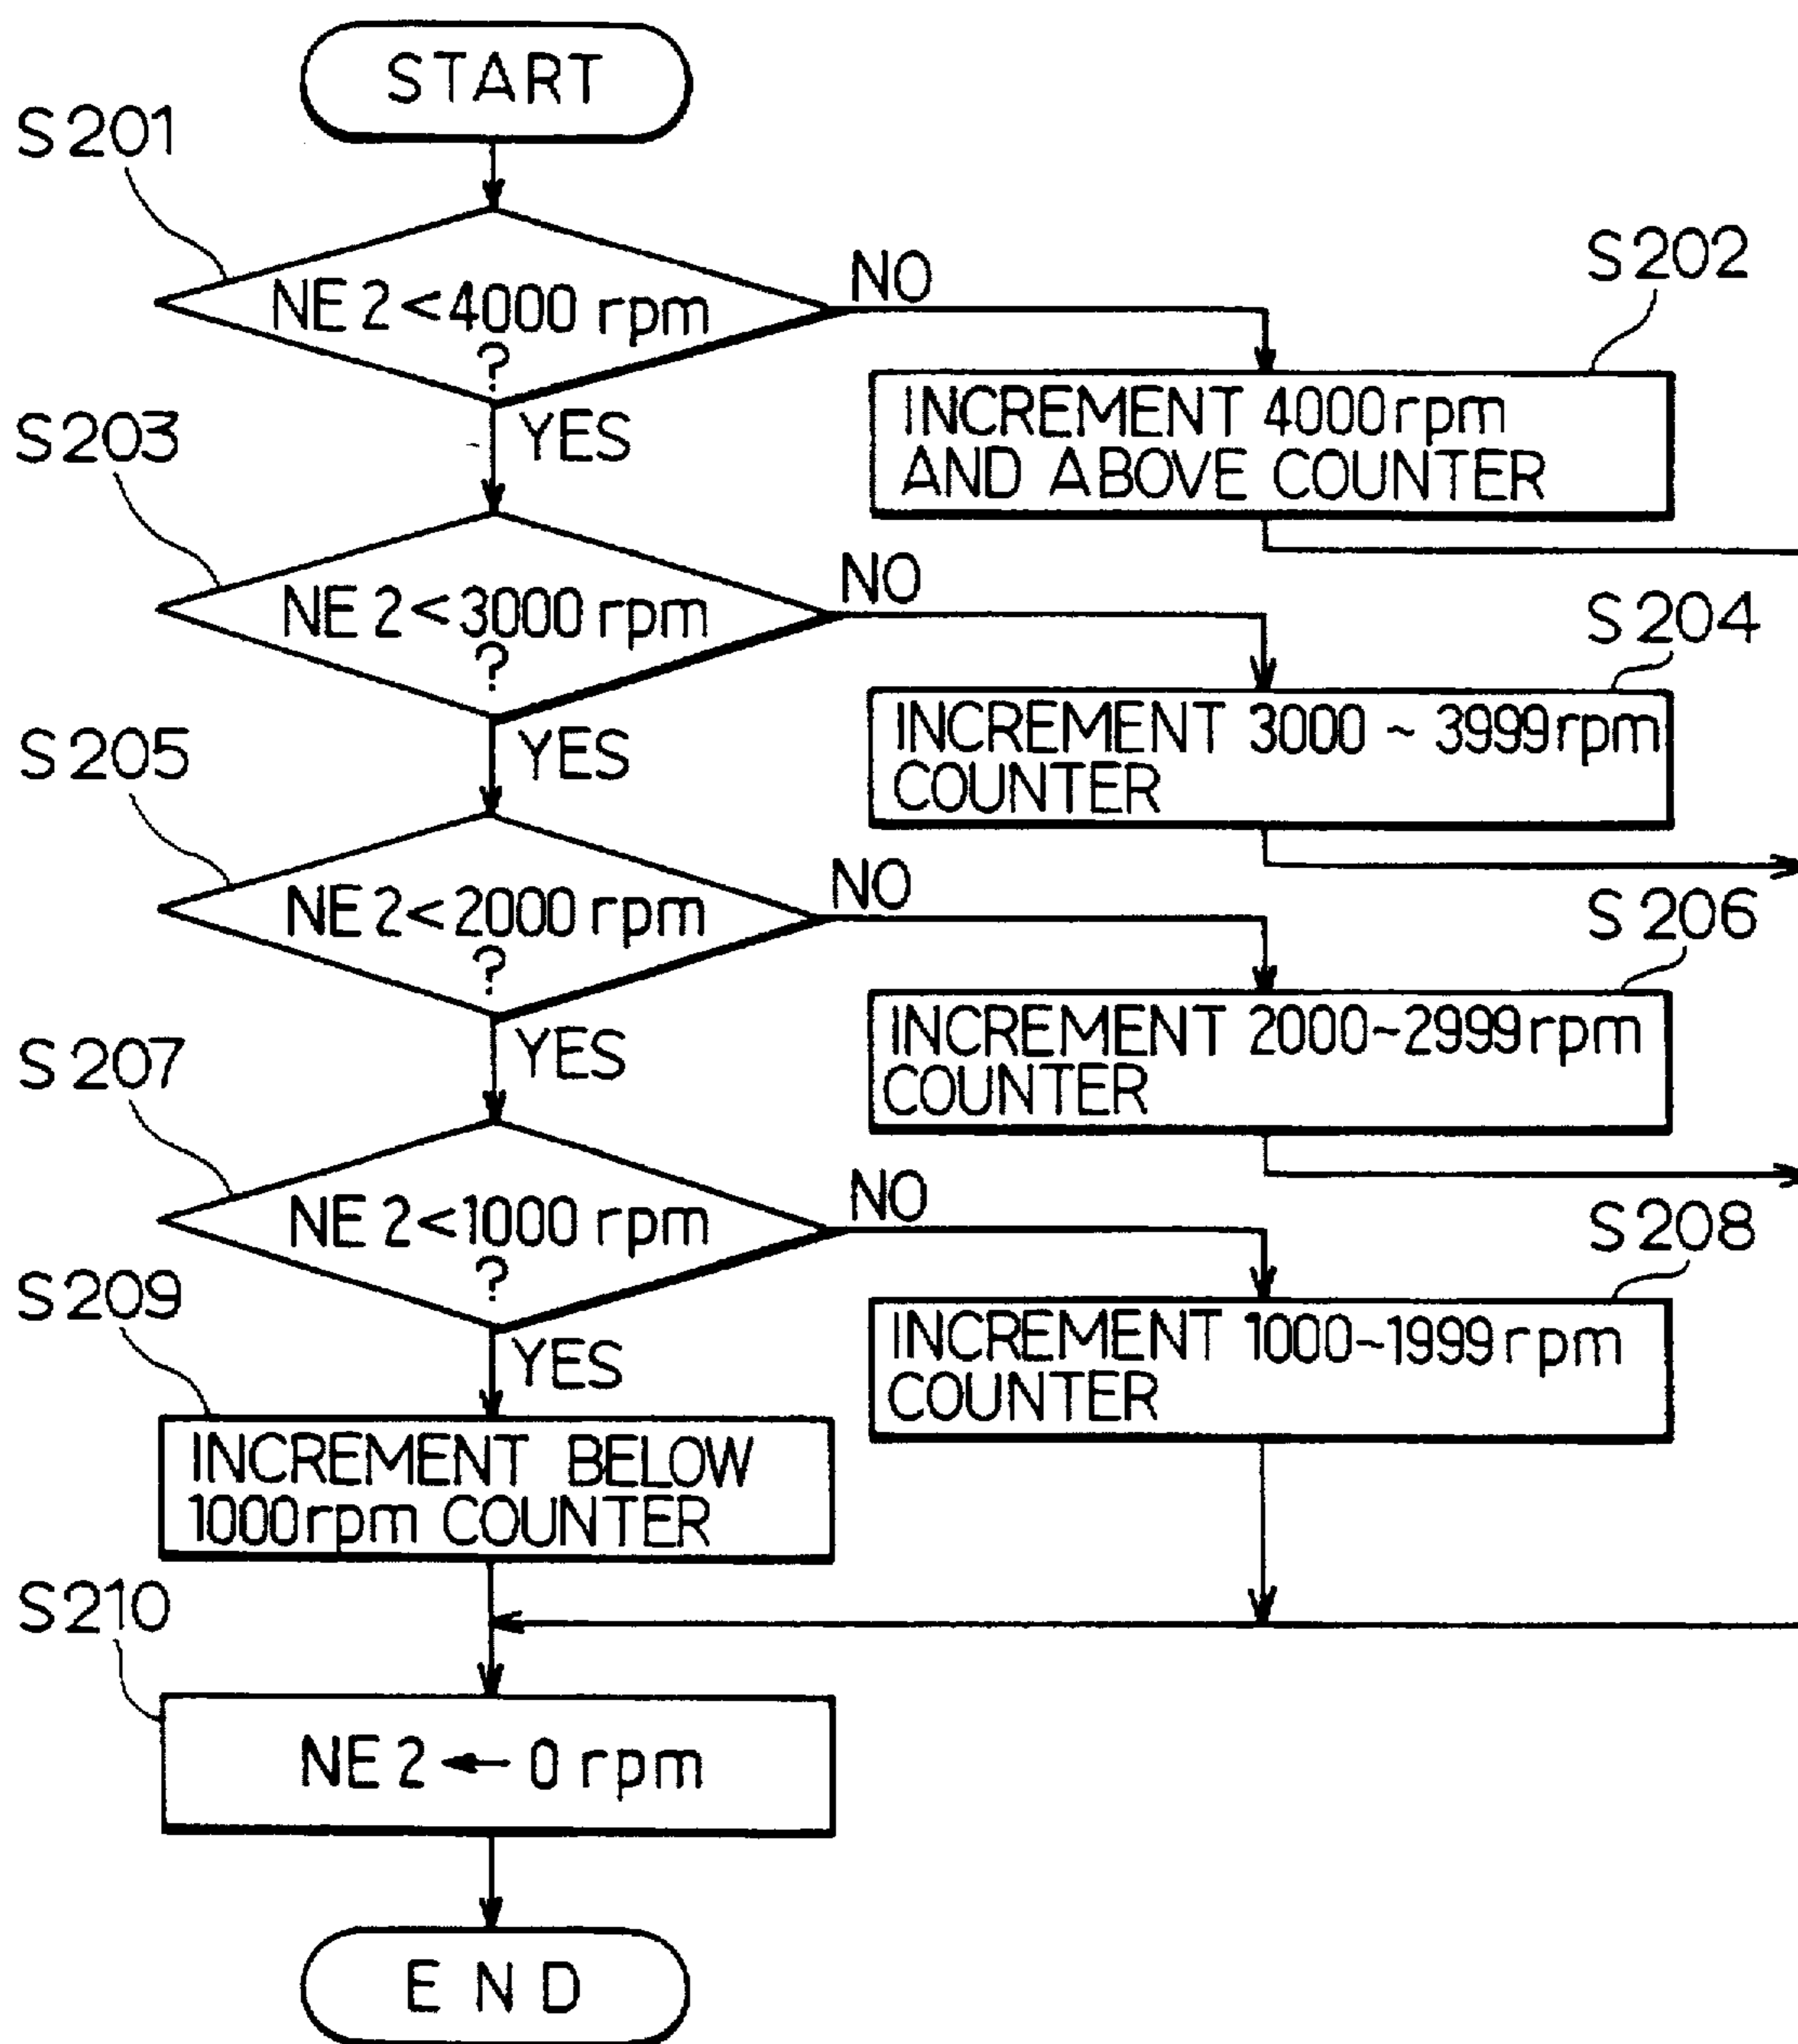 START
S201
NE2<4000 rpm
?
NO
S202
INCREMENT 4000rpm
AND ABOVE COUNTER
YES
S203
NE2<3000 rpm
?
NO
S204
INCREMENT 3000 ~ 3999rpm
COUNTER
YES
S205
NE2<2000 rpm
?
NO
S206
INCREMENT 2000~2999rpm
COUNTER
YES
S207
NE2<1000 rpm
?
NO
S208
INCREMENT 1000~1999rpm
COUNTER
YES
S209
INCREMENT BELOW
1000rpm COUNTER
S210
NE2 ← 0 rpm
END